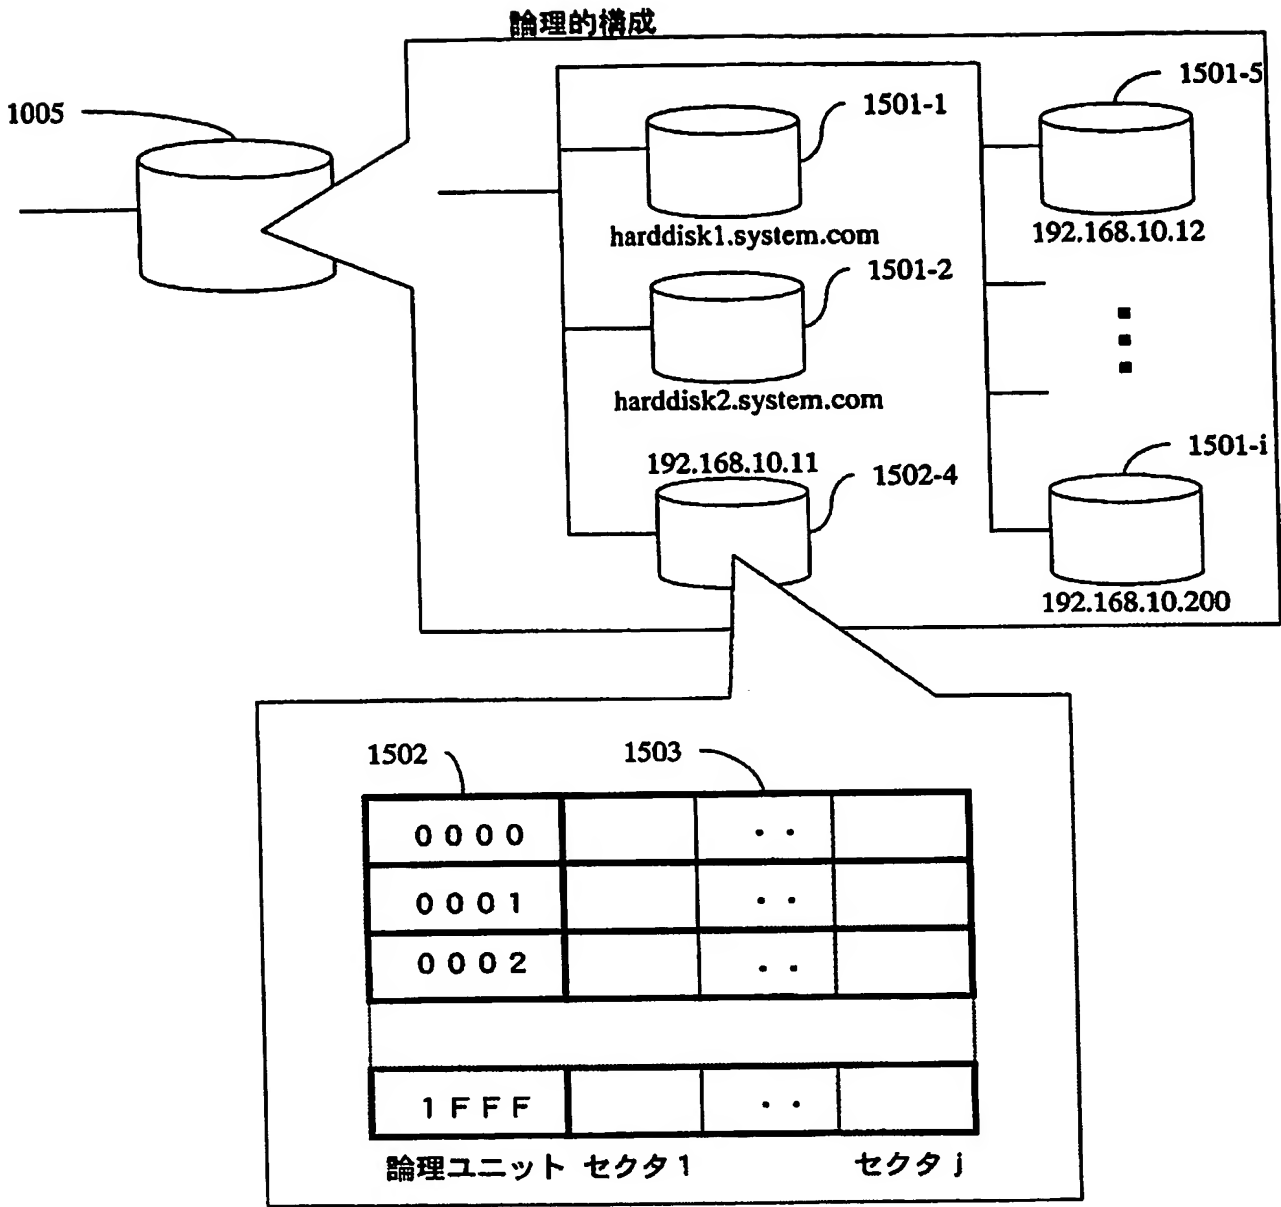 論理的構成
1005
1501-1
1501-5
harddisk1.system.com
192.168.10.12
1501-2
harddisk2.system.com
192.168.10.11
1502-4
1501-i
192.168.10.200
1502
1503
0000 ・・
0001 ・・
0002 ・・
1FFF ・・
論理ユニット セクタ1 セクタj